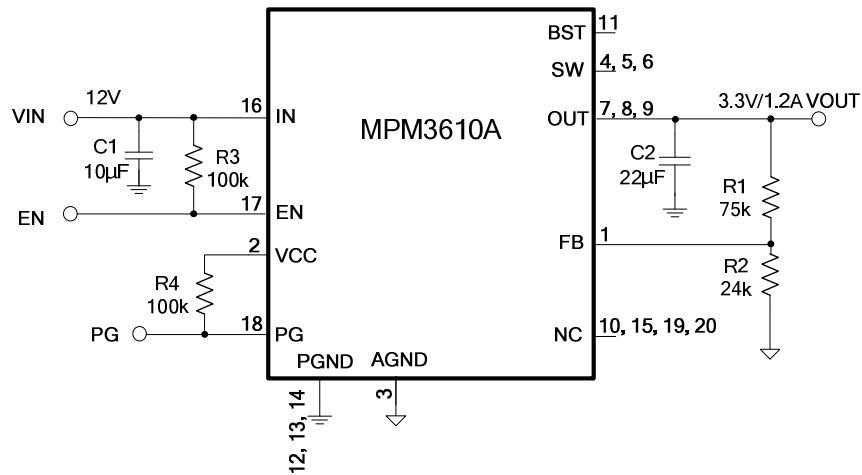 BST
11
SW
4, 5, 6
VIN
12V
16
IN
MPM3610A
OUT
7, 8, 9
3.3V/1.2A VOUT
C1
10µF
R3
100k
C2
22µF
R1
75k
EN
17
EN
2
VCC
FB
1
R2
24k
R4
100k
PG
18
PG
NC
10, 15, 19, 20
PGND
AGND
12, 13, 14
3